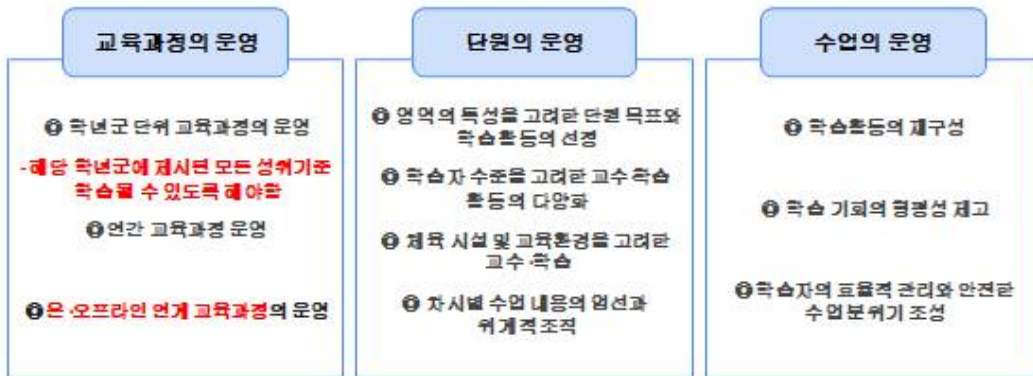 교육과정의 운영
❶ 학년군 단위 교육과정의 운영
-해당 학년군에 제시된 모든 성취기준
학습될 수 있도록 해야함
❷연간 교육과정 운영
❸온·오프라인 연계 교육과정의 운영
단원의 운영
영역의 특성을 고려한 단원 목표와
학습활동의 선정
학습자 수준을 고려한 교수·학습
활동의 다양화
체육 시설 및 교육환경을 고려한
교수·학습
차시별 수업 내용의 엄선과
위계적 조직
수업의 운영
학습활동의 재구성
학습 기회의 형평성 제고
학습자의 효율적 관리와 안전한
수업 분위기 조성